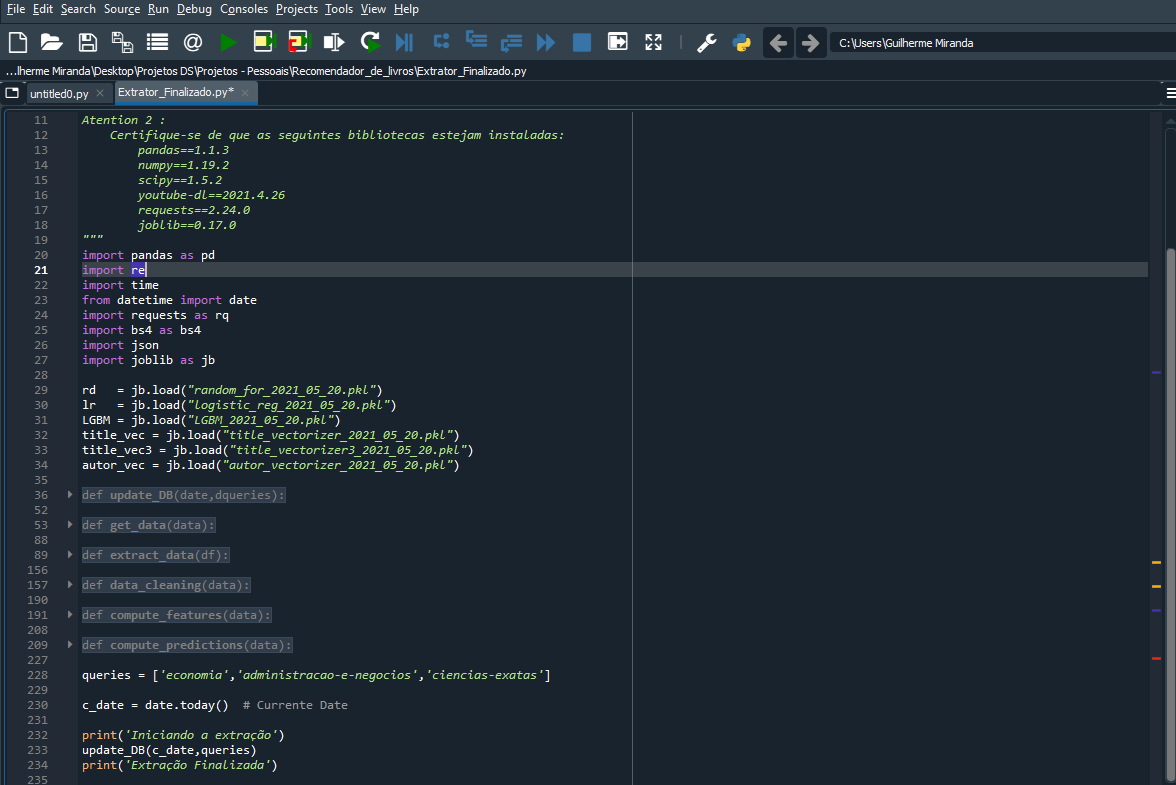 File Edit Search Source Run Debug Consoles Projects Tools View Help
C:\Users\Guilherme Miranda
...lherme Miranda\Desktop\Projetos DS\Projetos - Pessoais\Recomendador_de_livros\Extrator_Finalizado.py
untitled0.py Extrator_Finalizado.py*
11 Atention 2 :
12 Certifique-se de que as seguintes bibliotecas estejam instaladas:
13 pandas==1.1.3
14 numpy==1.19.2
15 scipy==1.5.2
16 youtube-dl==2021.4.26
17 requests==2.24.0
18 joblib==0.17.0
19 """
20 import pandas as pd
21 import re
22 import time
23 from datetime import date
24 import requests as rq
25 import bs4 as bs4
26 import json
27 import joblib as jb
28
29 rd   = jb.load("random_for_2021_05_20.pkl")
30 lr   = jb.load("logistic_reg_2021_05_20.pkl")
31 LGBM = jb.load("LGBM_2021_05_20.pkl")
32 title_vec = jb.load("title_vectorizer_2021_05_20.pkl")
33 title_vec3 = jb.load("title_vectorizer3_2021_05_20.pkl")
34 autor_vec = jb.load("autor_vectorizer_2021_05_20.pkl")
35
36 def update_DB(date,dqueries):
52
53 def get_data(data):
88
89 def extract_data(df):
156
157 def data_cleaning(data):
190
191 def compute_features(data):
208
209 def compute_predictions(data):
227
228 queries = ['economia','administracao-e-negocios','ciencias-exatas']
229
230 c_date = date.today()  # Currente Date
231
232 print('Iniciando a extração')
233 update_DB(c_date,queries)
234 print('Extração Finalizada')
235